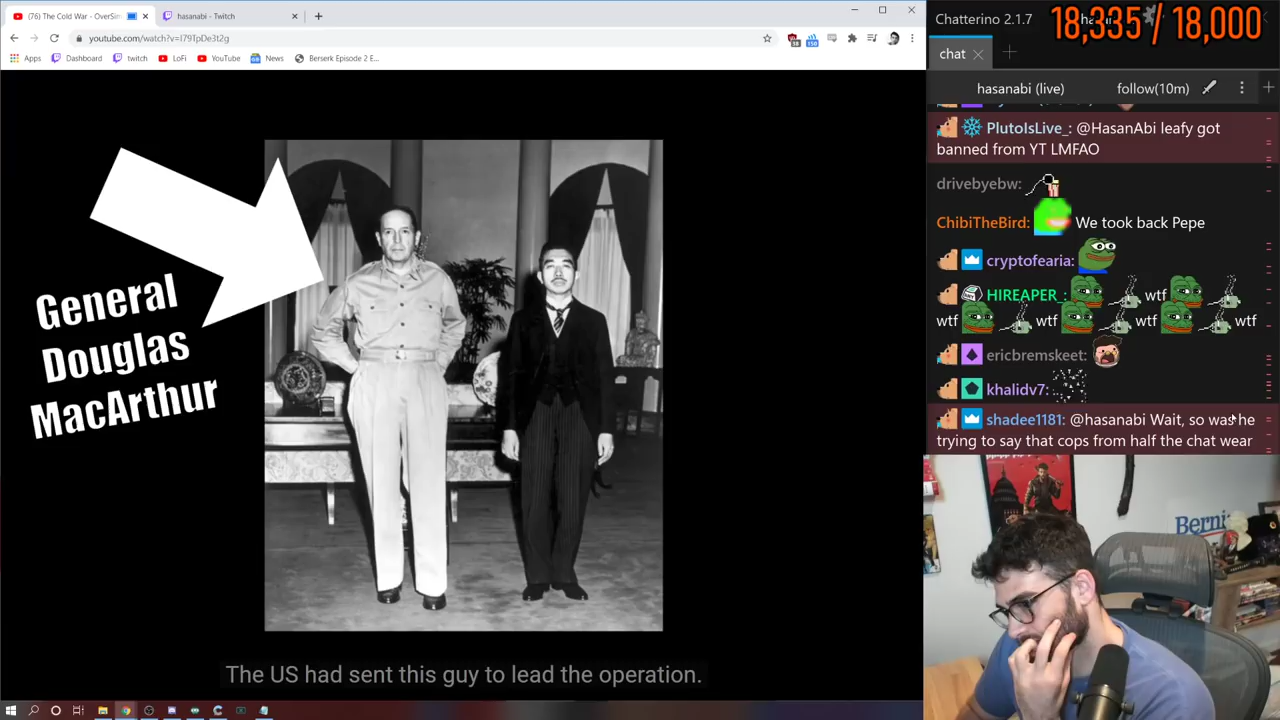 (76) The Cold War - OverSim
hasanabi - Twitch
youtube.com/watch?v=I79TpDe3t2g
Apps
Dashboard
twitch
LoFi
YouTube
News
Berserk Episode 2 E...
General
Douglas
MacArthur
The US had sent this guy to lead the operation.
Chatterino 2.1.7
18,335 / 18,000
chat
hasanabi (live)
follow(10m)
PlutoIsLive_: @HasanAbi leafy got
banned from YT LMFAO
drivebyebw:
ChibiTheBird: We took back Pepe
cryptofearia:
HIREAPER_: wtf wtf
wtf wtf wtf wtf
ericbremskeet:
khalidv7:
shadee1181: @hasanabi Wait, so was he
trying to say that cops from half the chat wear
Bernie